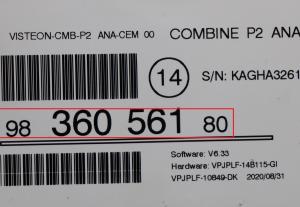 VISTEON-CMB-P2 ANA-CEM 00
COMBINE P2 ANA
14
S/N: KAGHA3261
98 360 561 80
Software: V6.33
Hardware: VPJPLF-14B115-GI
VPJPLF-10849-DK 2020/08/31